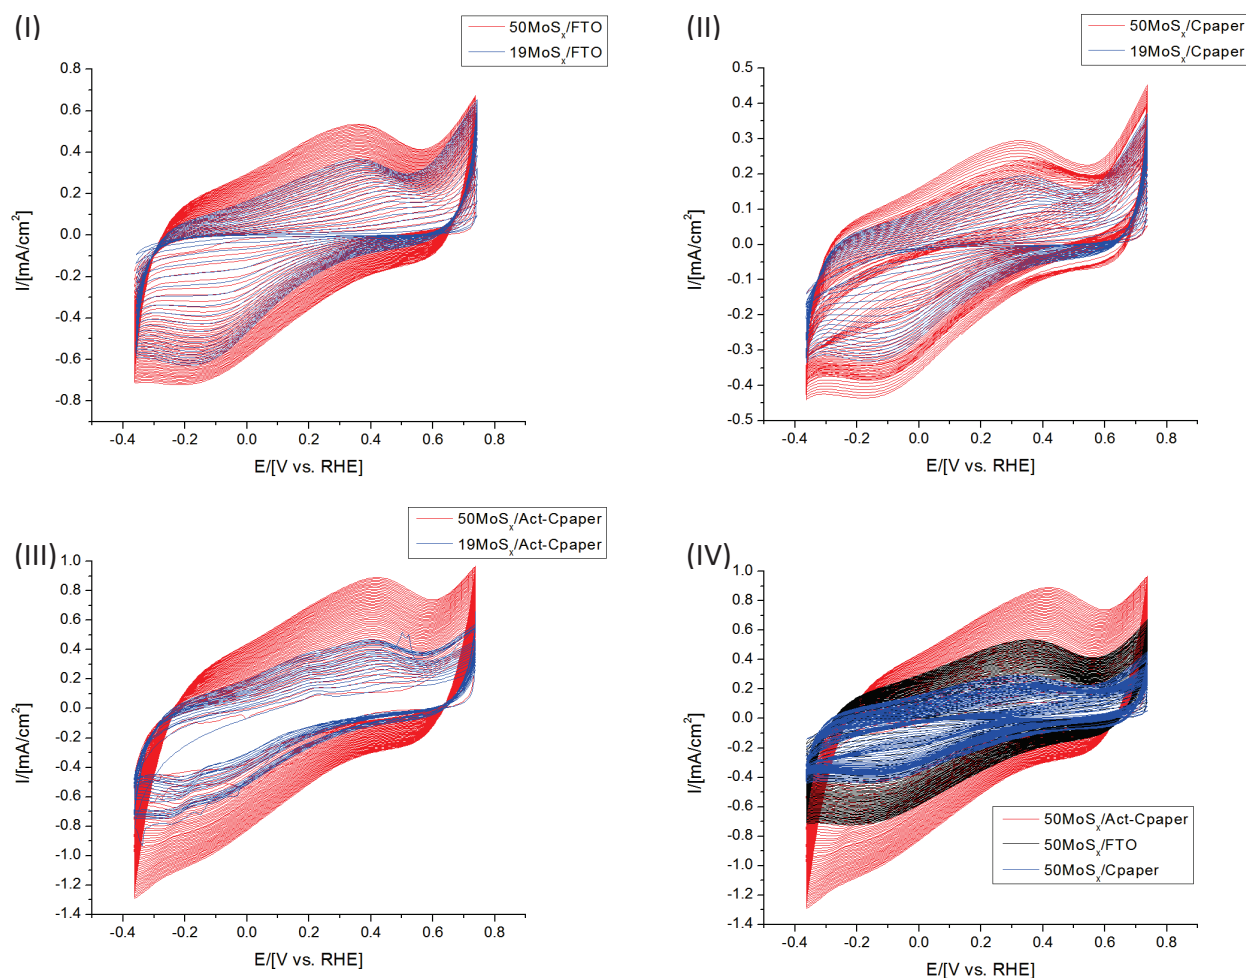 (I)
50MoSx/FTO
19MoSx/FTO
0.8
0.6
0.4
0.2
0.0
-0.2
-0.4
-0.6
-0.8
I/[mA/cm2]
-0.4 -0.2 0.0 0.2 0.4 0.6 0.8
E/[V vs. RHE]
(II)
50MoSx/Cpaper
19MoSx/Cpaper
0.5
0.4
0.3
0.2
0.1
0.0
-0.1
-0.2
-0.3
-0.4
-0.5
I/[mA/cm2]
-0.4 -0.2 0.0 0.2 0.4 0.6 0.8
E/[V vs. RHE]
(III)
50MoSx/Act-Cpaper
19MoSx/Act-Cpaper
1.0
0.8
0.6
0.4
0.2
0.0
-0.2
-0.4
-0.6
-0.8
-1.0
-1.2
-1.4
I/[mA/cm2]
-0.4 -0.2 0.0 0.2 0.4 0.6 0.8
E/[V vs. RHE]
(IV)
1.0
0.8
0.6
0.4
0.2
0.0
-0.2
-0.4
-0.6
-0.8
-1.0
-1.2
-1.4
I/[mA/cm2]
50MoSx/Act-Cpaper
50MoSx/FTO
50MoSx/Cpaper
-0.4 -0.2 0.0 0.2 0.4 0.6 0.8
E/[V vs. RHE]